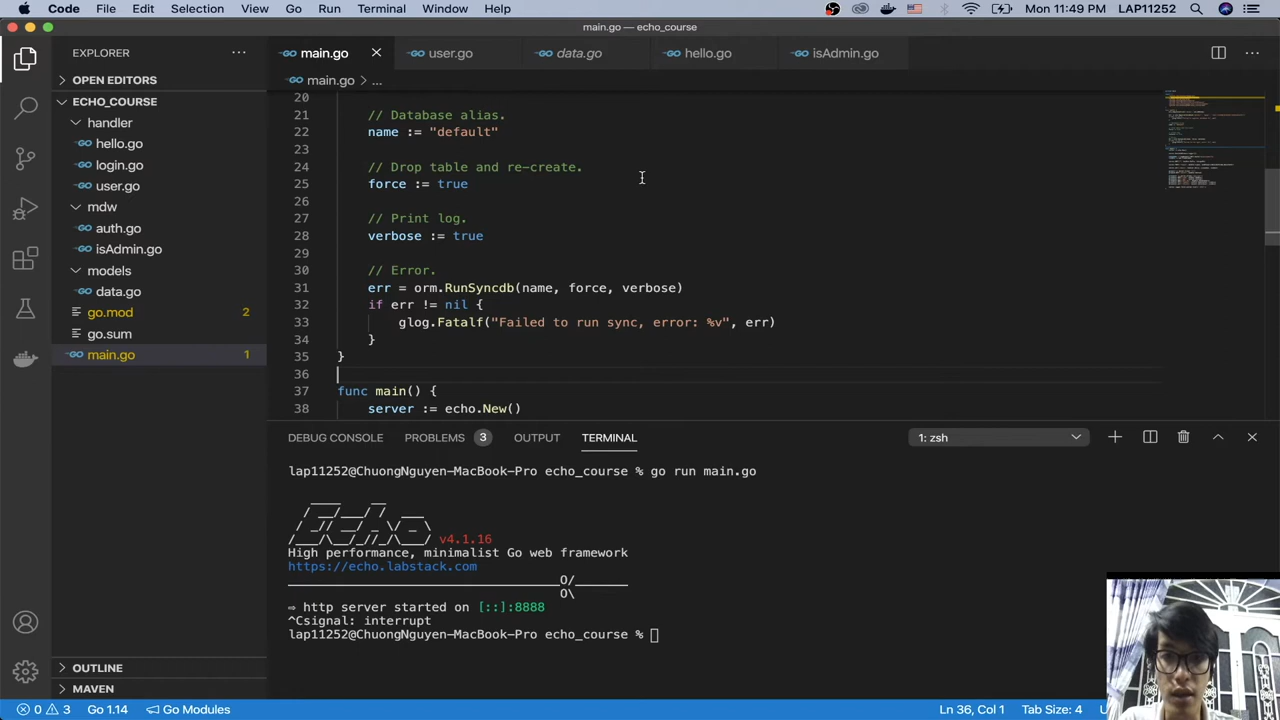 Code File Edit Selection View Go Run Terminal Window Help Mon 11:49 PM LAP11252
main.go — echo_course
EXPLORER
main.go user.go data.go hello.go isAdmin.go
OPEN EDITORS
main.go > ...
ECHO_COURSE
handler
hello.go
login.go
user.go
mdw
auth.go
isAdmin.go
models
data.go
go.mod 2
go.sum
main.go 1
OUTLINE
MAVEN
20
21 // Database alias.
22 name := "default"
23
24 // Drop table and re-create.
25 force := true
26
27 // Print log.
28 verbose := true
29
30 // Error.
31 err = orm.RunSyncdb(name, force, verbose)
32 if err != nil {
33 glog.Fatalf("Failed to run sync, error: %v", err)
34 }
35 }
36
37 func main() {
38 server := echo.New()
DEBUG CONSOLE PROBLEMS 3 OUTPUT TERMINAL 1: zsh
lap11252@ChuongNguyen-MacBook-Pro echo_course % go run main.go
v4.1.16
High performance, minimalist Go web framework
https://echo.labstack.com
____________________________________O/_______
O\
⇨ http server started on [::]:8888
^Csignal: interrupt
lap11252@ChuongNguyen-MacBook-Pro echo_course %
0 3 Go 1.14 Go Modules Ln 36, Col 1 Tab Size: 4